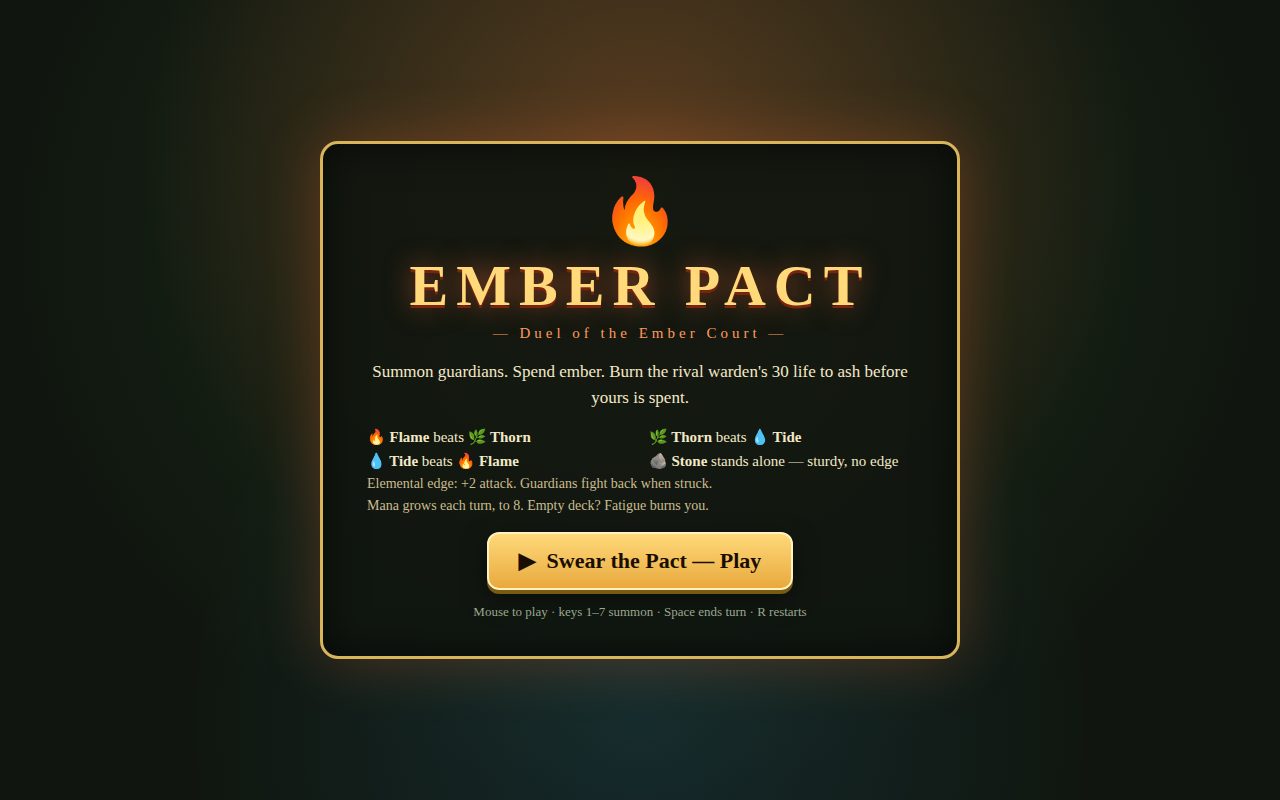 EMBER PACT
— Duel of the Ember Court —
Summon guardians. Spend ember. Burn the rival warden's 30 life to ash before
yours is spent.
🔥 Flame beats 🌿 Thorn
🌿 Thorn beats 💧 Tide
💧 Tide beats 🔥 Flame
🪨 Stone stands alone — sturdy, no edge
Elemental edge: +2 attack. Guardians fight back when struck.
Mana grows each turn, to 8. Empty deck? Fatigue burns you.
▶ Swear the Pact — Play
Mouse to play · keys 1–7 summon · Space ends turn · R restarts